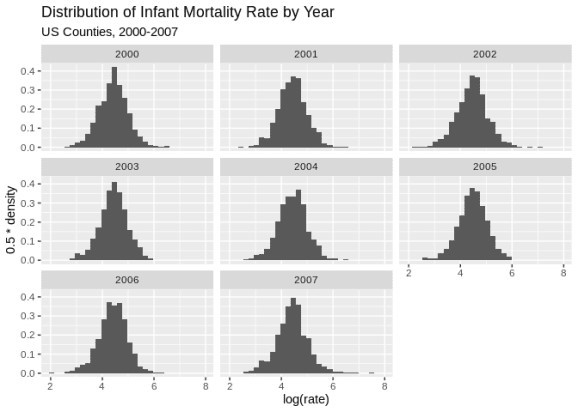 Distribution of Infant Mortality Rate by Year
US Counties, 2000-2007
2000 2001 2002
0.4
0.3
0.2
0.1
0.0
2003 2004 2005
0.4
0.3
0.2
0.1
0.0
2 4 6 8
2006 2007
0.4
0.3
0.2
0.1
0.0
2 4 6 8 2 4 6 8
0.5 * density
log(rate)